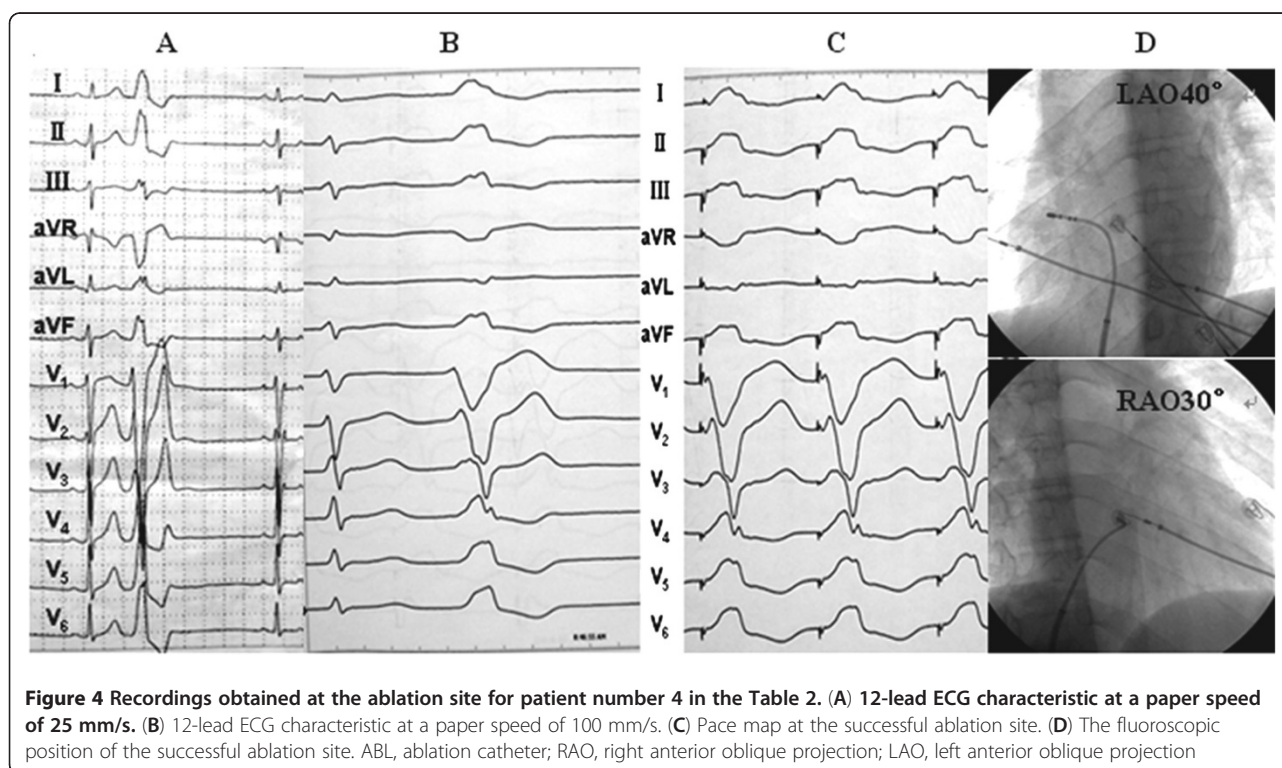 A B C D
I
II
III
aVR
aVL
aVF
V1
V2
V3
V4
V5
V6
I
II
III
aVR
aVL
aVF
V1
V2
V3
V4
V5
V6
LAO40°
RAO30°
Figure 4 Recordings obtained at the ablation site for patient number 4 in the Table 2. (A) 12-lead ECG characteristic at a paper speed
of 25 mm/s. (B) 12-lead ECG characteristic at a paper speed of 100 mm/s. (C) Pace map at the successful ablation site. (D) The fluoroscopic
position of the successful ablation site. ABL, ablation catheter; RAO, right anterior oblique projection; LAO, left anterior oblique projection